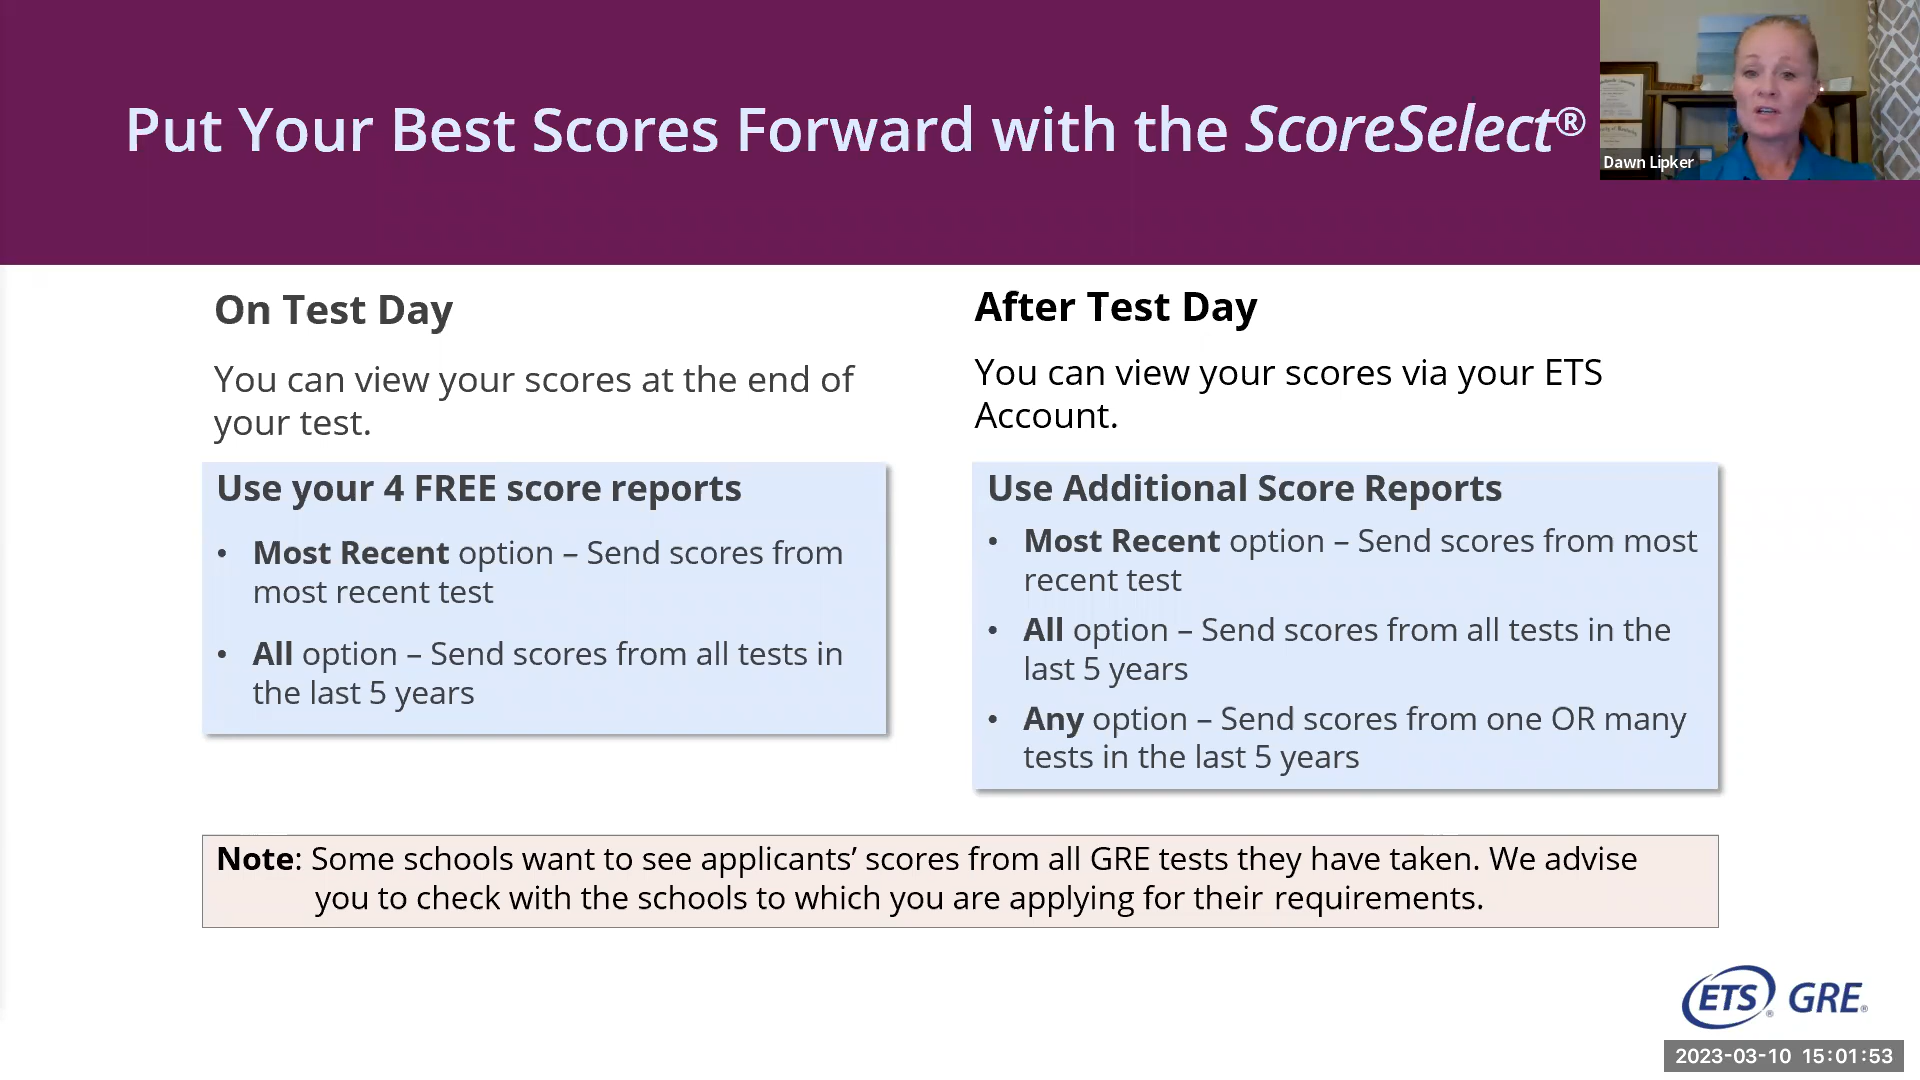 Put Your Best Scores Forward with the ScoreSelect®
Dawn Lipker
On Test Day
You can view your scores at the end of
your test.
Use your 4 FREE score reports
• Most Recent option – Send scores from
most recent test
• All option – Send scores from all tests in
the last 5 years
After Test Day
You can view your scores via your ETS
Account.
Use Additional Score Reports
• Most Recent option – Send scores from most
recent test
• All option – Send scores from all tests in the
last 5 years
• Any option – Send scores from one OR many
tests in the last 5 years
Note: Some schools want to see applicants’ scores from all GRE tests they have taken. We advise
you to check with the schools to which you are applying for their requirements.
ETS® GRE®
2023-03-10 15:01:53